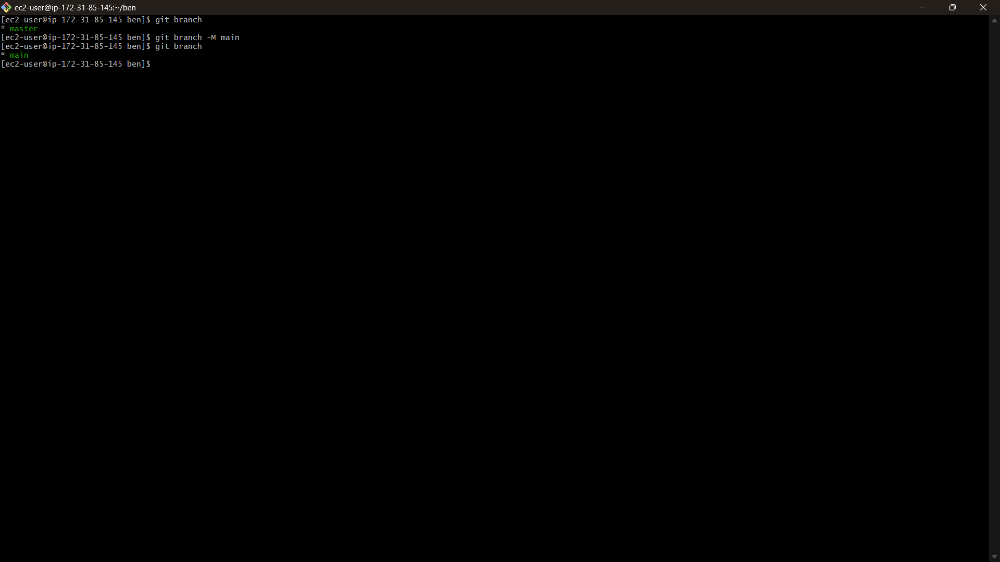 ec2-user@ip-172-31-85-145:~/ben
[ec2-user@ip-172-31-85-145 ben]$ git branch
* master
[ec2-user@ip-172-31-85-145 ben]$ git branch -M main
[ec2-user@ip-172-31-85-145 ben]$ git branch
* main
[ec2-user@ip-172-31-85-145 ben]$